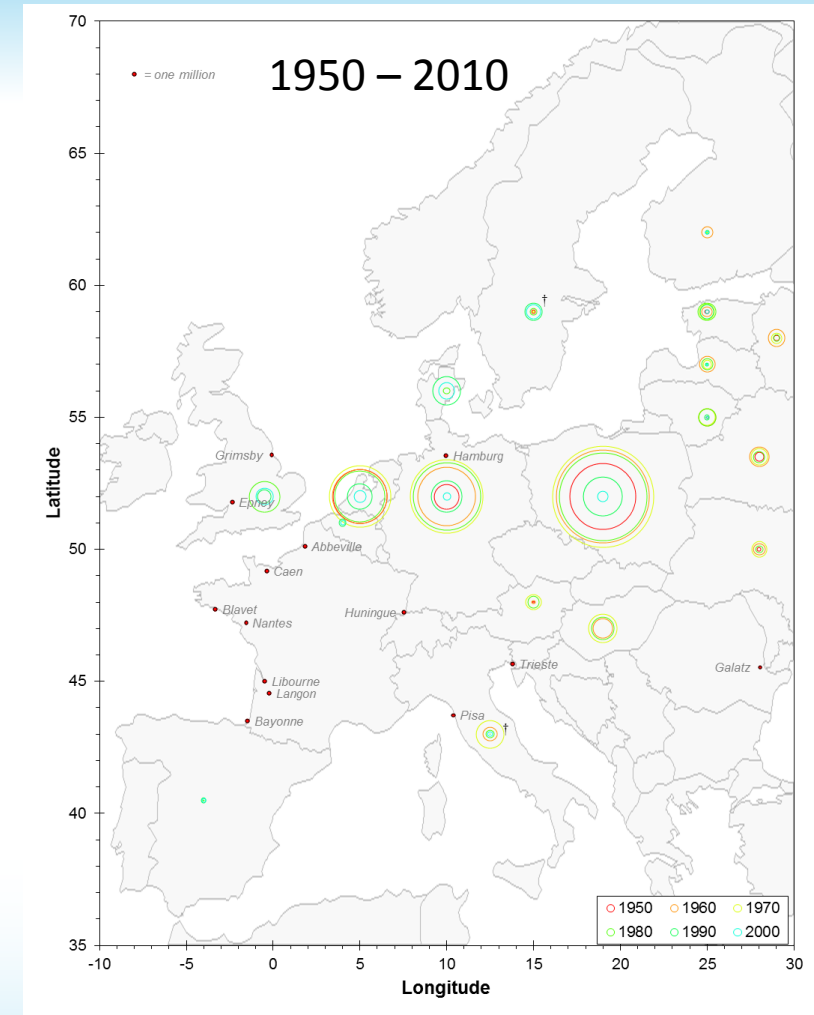 1950 – 2010
= one million
70
65
60
55
50
45
40
35
Latitude
†
Grimsby
Hamburg
Epney
Abbeville
Caen
Blavet
Nantes
Huningue
Trieste
Galatz
Libourne
Langon
Pisa
†
Bayonne
1950 1960 1970
1980 1990 2000
-10 -5 0 5 10 15 20 25 30
Longitude